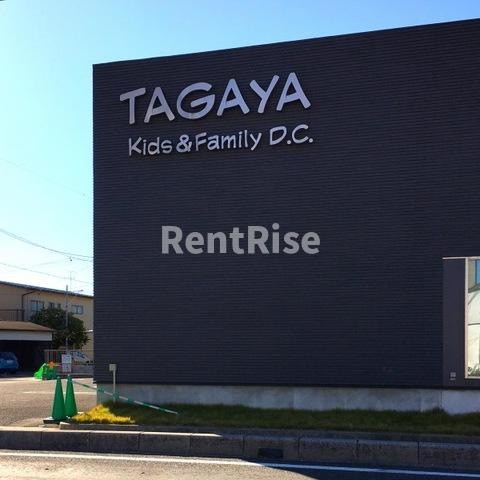 TAGAYA
Kids & Family D.C.
RentRise